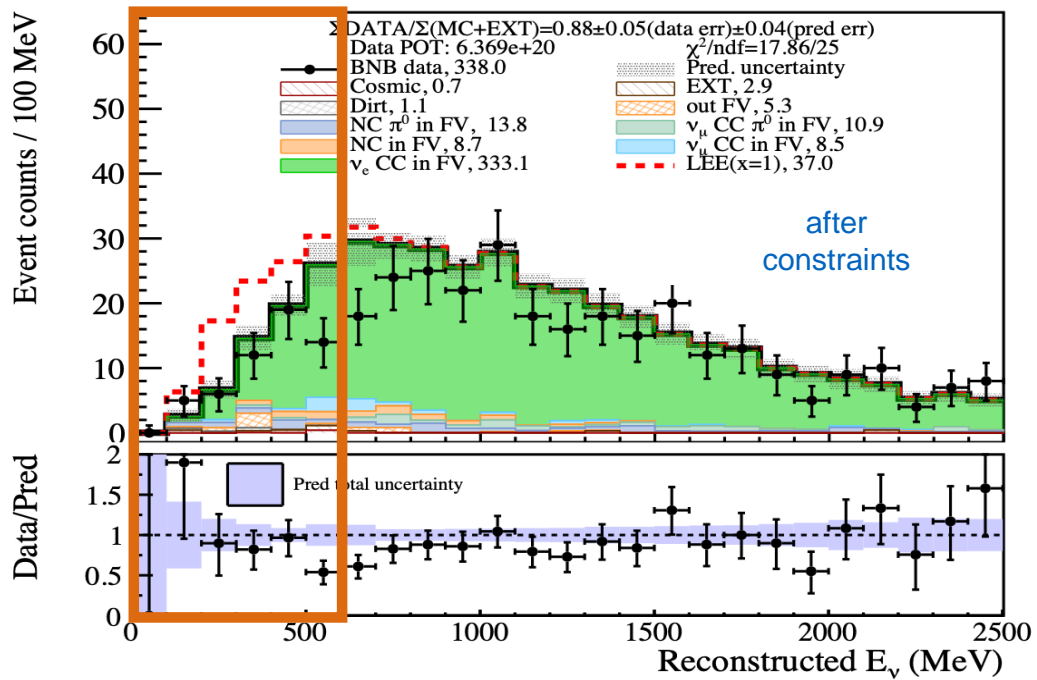 ΣDATA/Σ(MC+EXT)=0.88±0.05(data err)±0.04(pred err)
Data POT: 6.369e+20 χ²/ndf=17.86/25
BNB data, 338.0 Pred. uncertainty
Cosmic, 0.7 EXT, 2.9
Dirt, 1.1 out FV, 5.3
NC π⁰ in FV, 13.8 ν_μ CC π⁰ in FV, 10.9
NC in FV, 8.7 ν_μ CC in FV, 8.5
ν_e CC in FV, 333.1 LEE(x=1), 37.0
after
constraints
Event counts / 100 MeV
60
50
40
30
20
10
0
Data/Pred
2
1.5
1
0.5
0
Pred total uncertainty
0 500 1000 1500 2000 2500
Reconstructed E_ν (MeV)